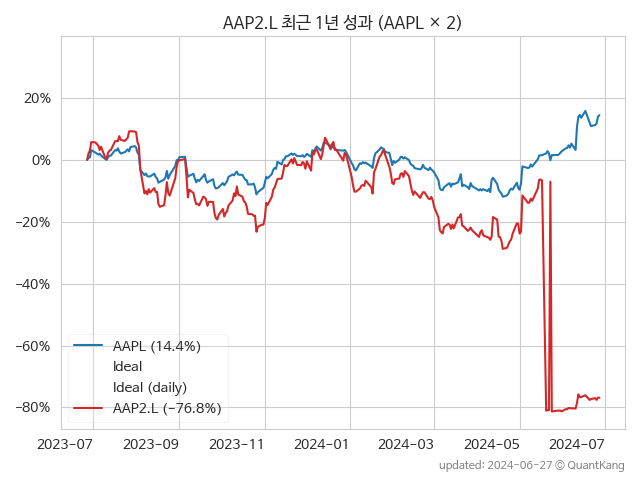 AAP2.L 최근 1년 성과 (AAPL × 2)
20%
0%
−20%
−40%
−60%
−80%
AAPL (14.4%)
Ideal
Ideal (daily)
AAP2.L (−76.8%)
2023-07 2023-09 2023-11 2024-01 2024-03 2024-05 2024-07
updated: 2024-06-27 © QuantKang